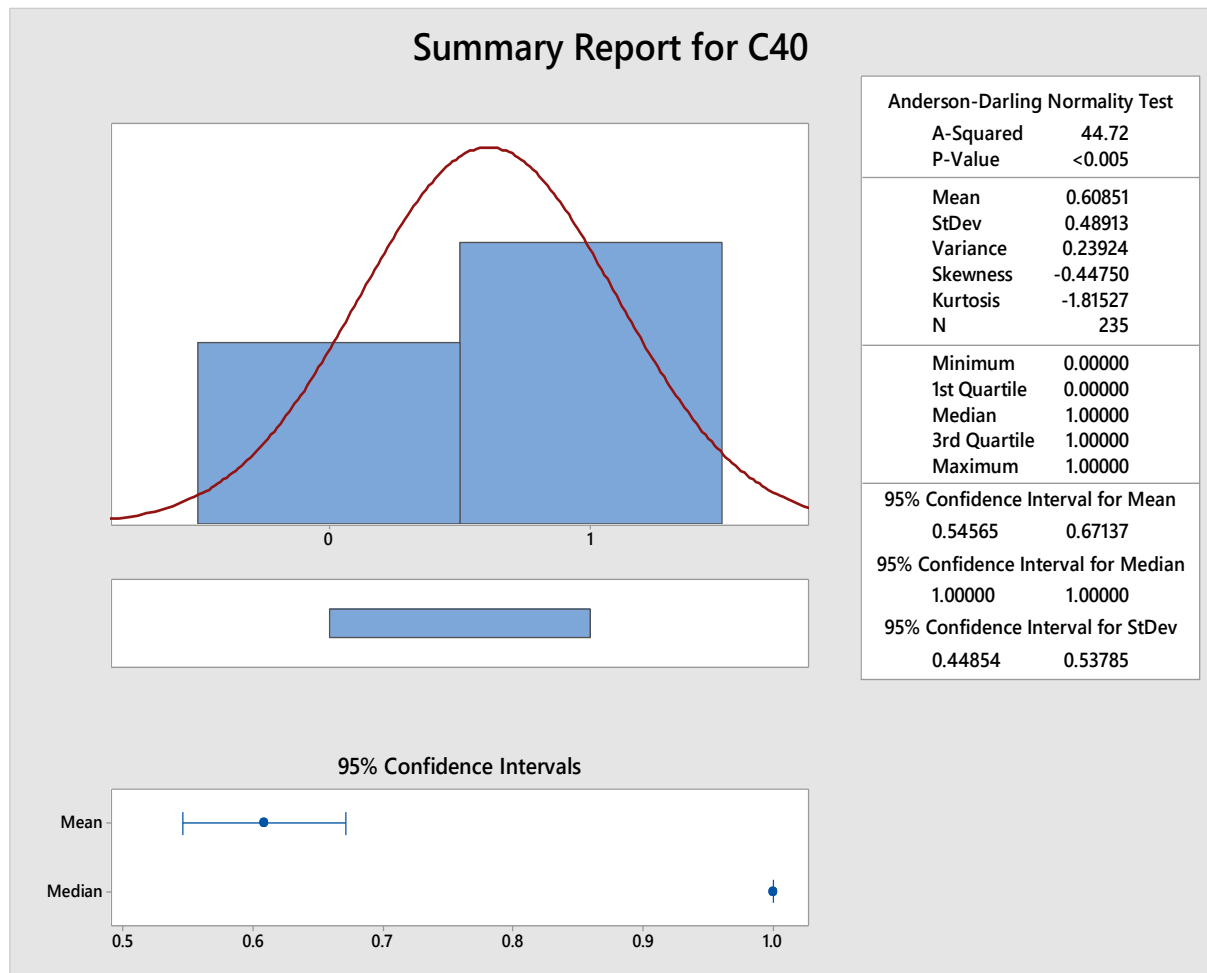 Summary Report for C40
Anderson-Darling Normality Test
A-Squared 44.72
P-Value <0.005
Mean 0.60851
StDev 0.48913
Variance 0.23924
Skewness -0.44750
Kurtosis -1.81527
N 235
Minimum 0.00000
1st Quartile 0.00000
Median 1.00000
3rd Quartile 1.00000
Maximum 1.00000
95% Confidence Interval for Mean
0.54565 0.67137
95% Confidence Interval for Median
1.00000 1.00000
95% Confidence Interval for StDev
0.44854 0.53785
0 1
95% Confidence Intervals
Mean
Median
0.5 0.6 0.7 0.8 0.9 1.0